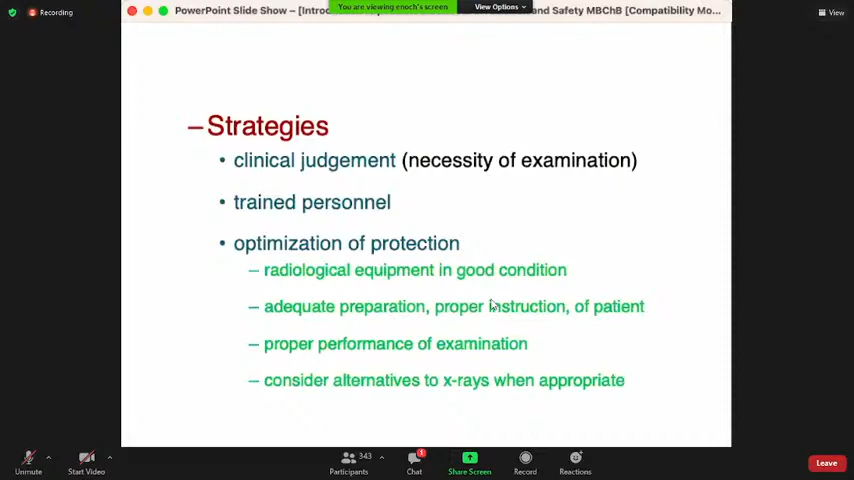 Recording
PowerPoint Slide Show – [Intro
You are viewing enoch's screen
View Options
and Safety MBChB [Compatibility Mo...
View
–Strategies
• clinical judgement (necessity of examination)
• trained personnel
• optimization of protection
– radiological equipment in good condition
– adequate preparation, proper instruction, of patient
– proper performance of examination
– consider alternatives to x-rays when appropriate
Unmute
Start Video
343
Participants
1
Chat
Share Screen
Record
Reactions
Leave